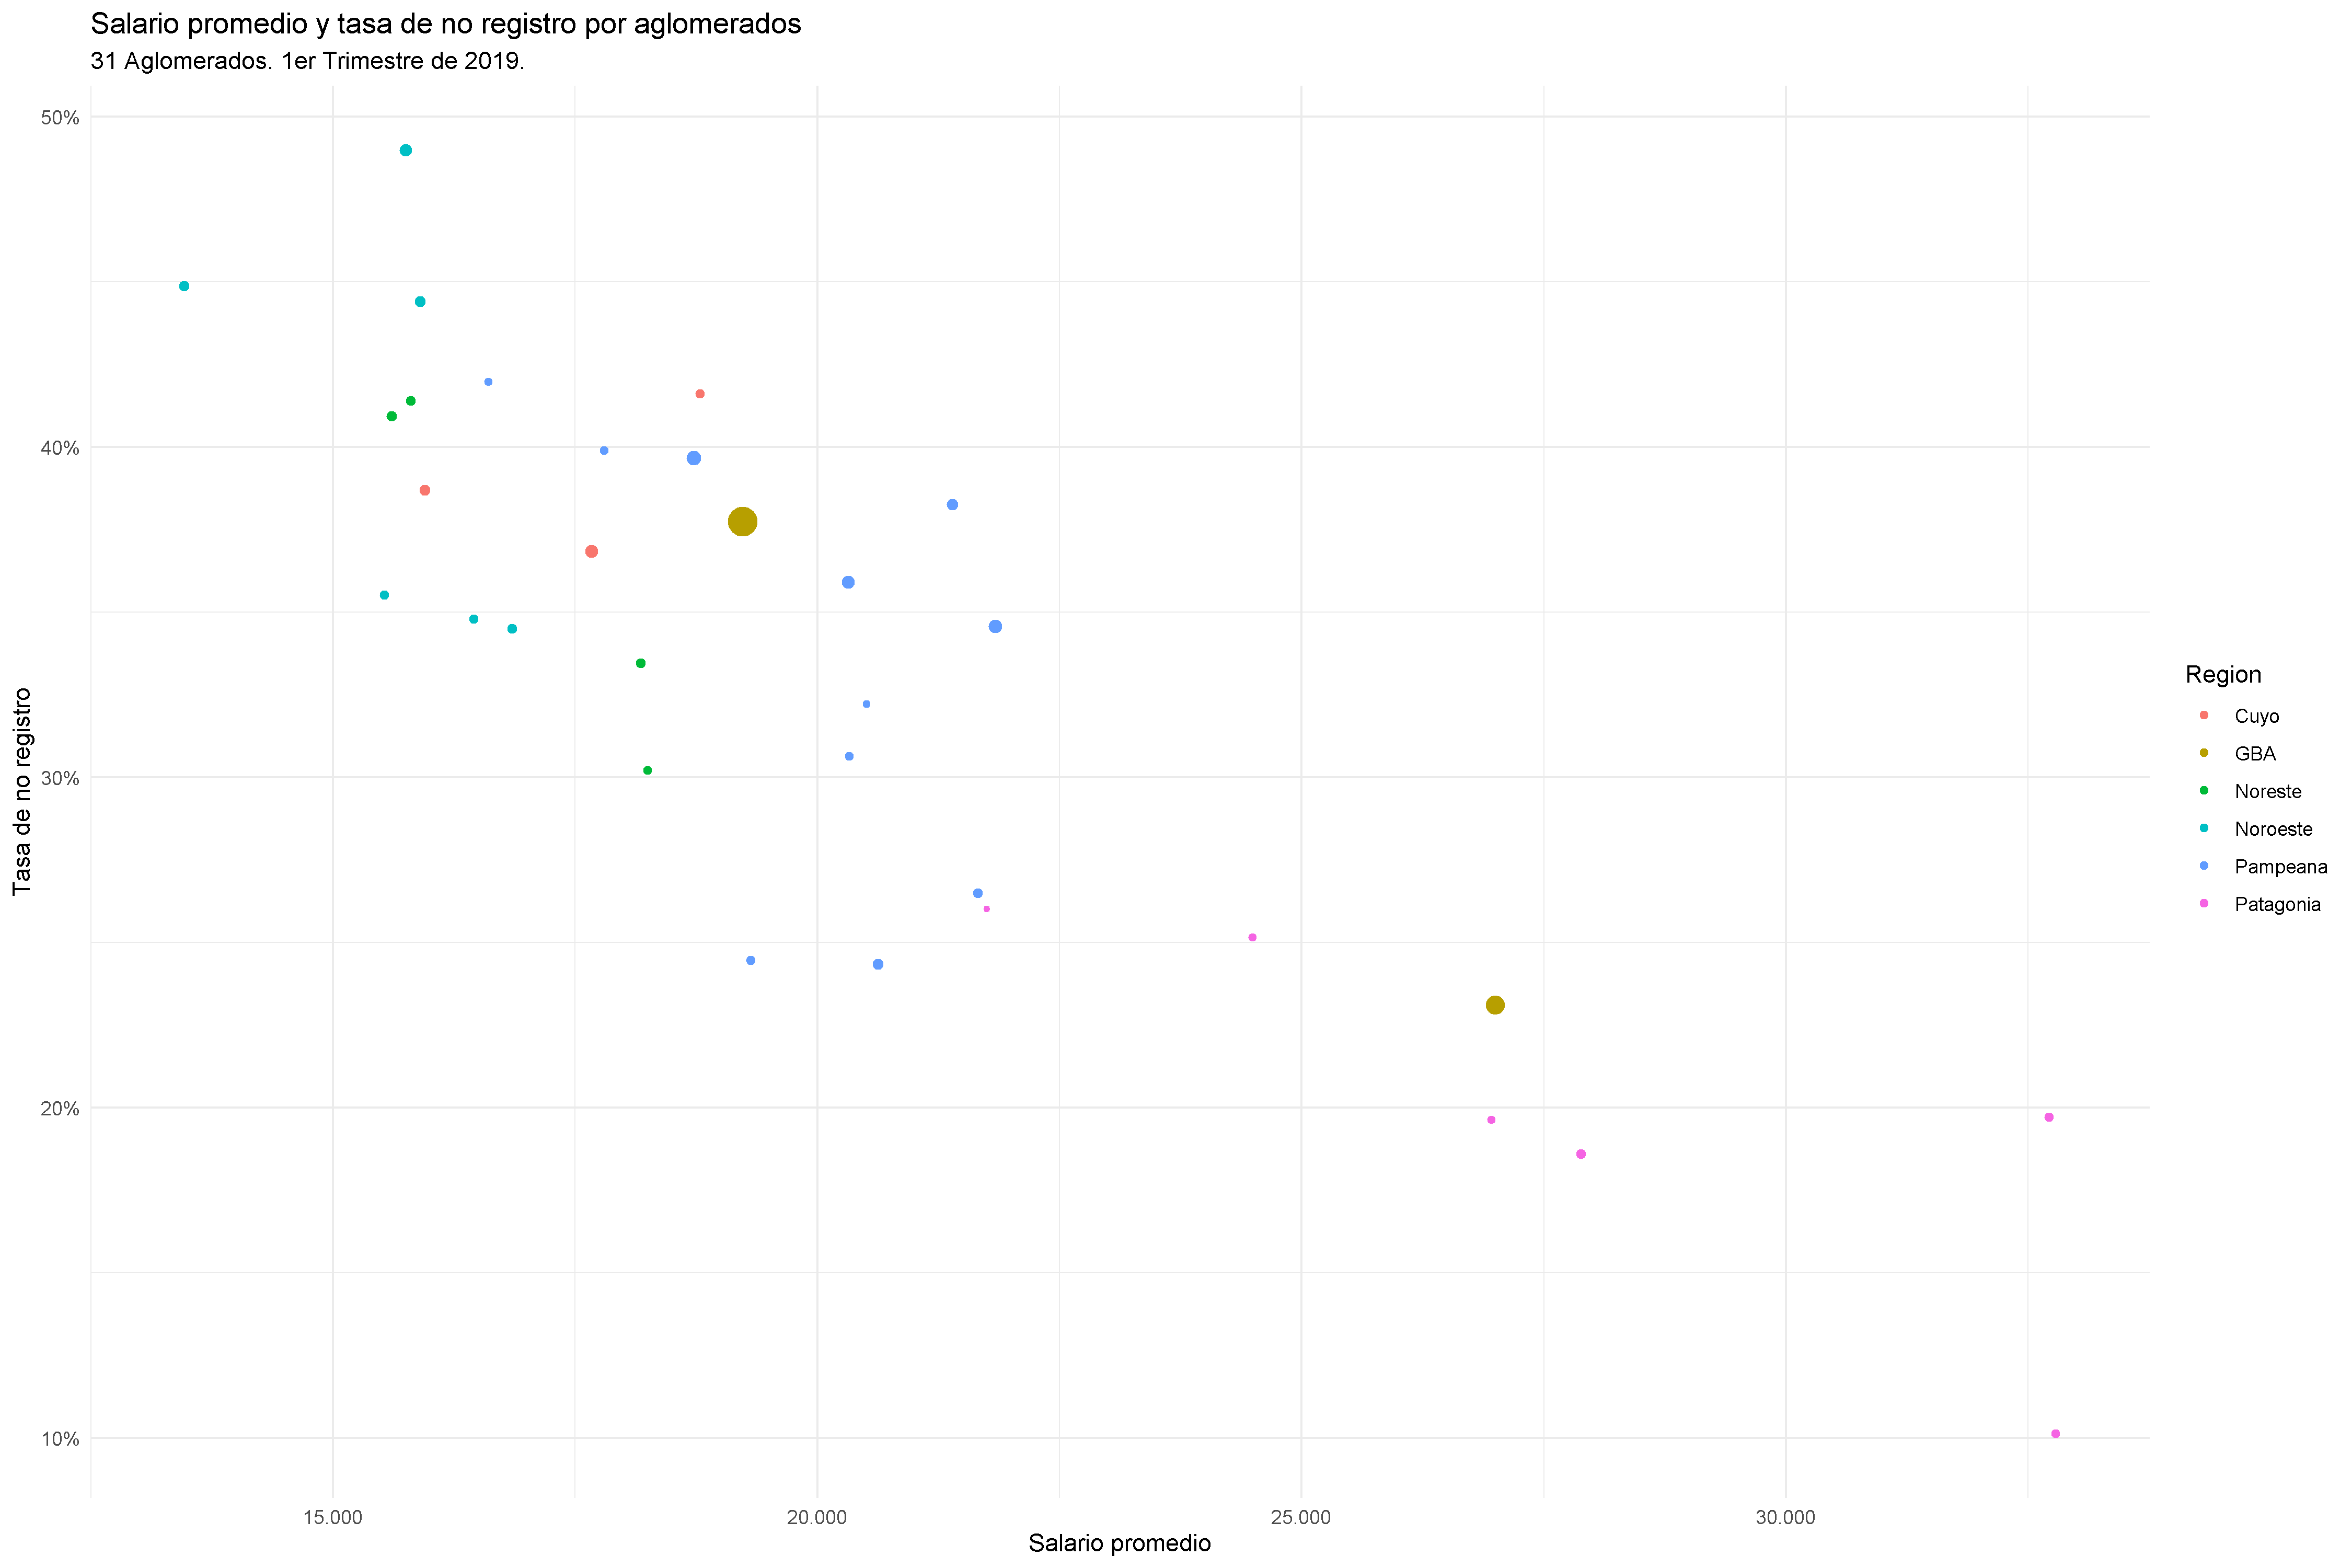 Salario promedio y tasa de no registro por aglomerados
31 Aglomerados. 1er Trimestre de 2019.
50%
40%
30%
20%
10%
Tasa de no registro
15.000
20.000
25.000
30.000
Salario promedio
Region
Cuyo
GBA
Noreste
Noroeste
Pampeana
Patagonia